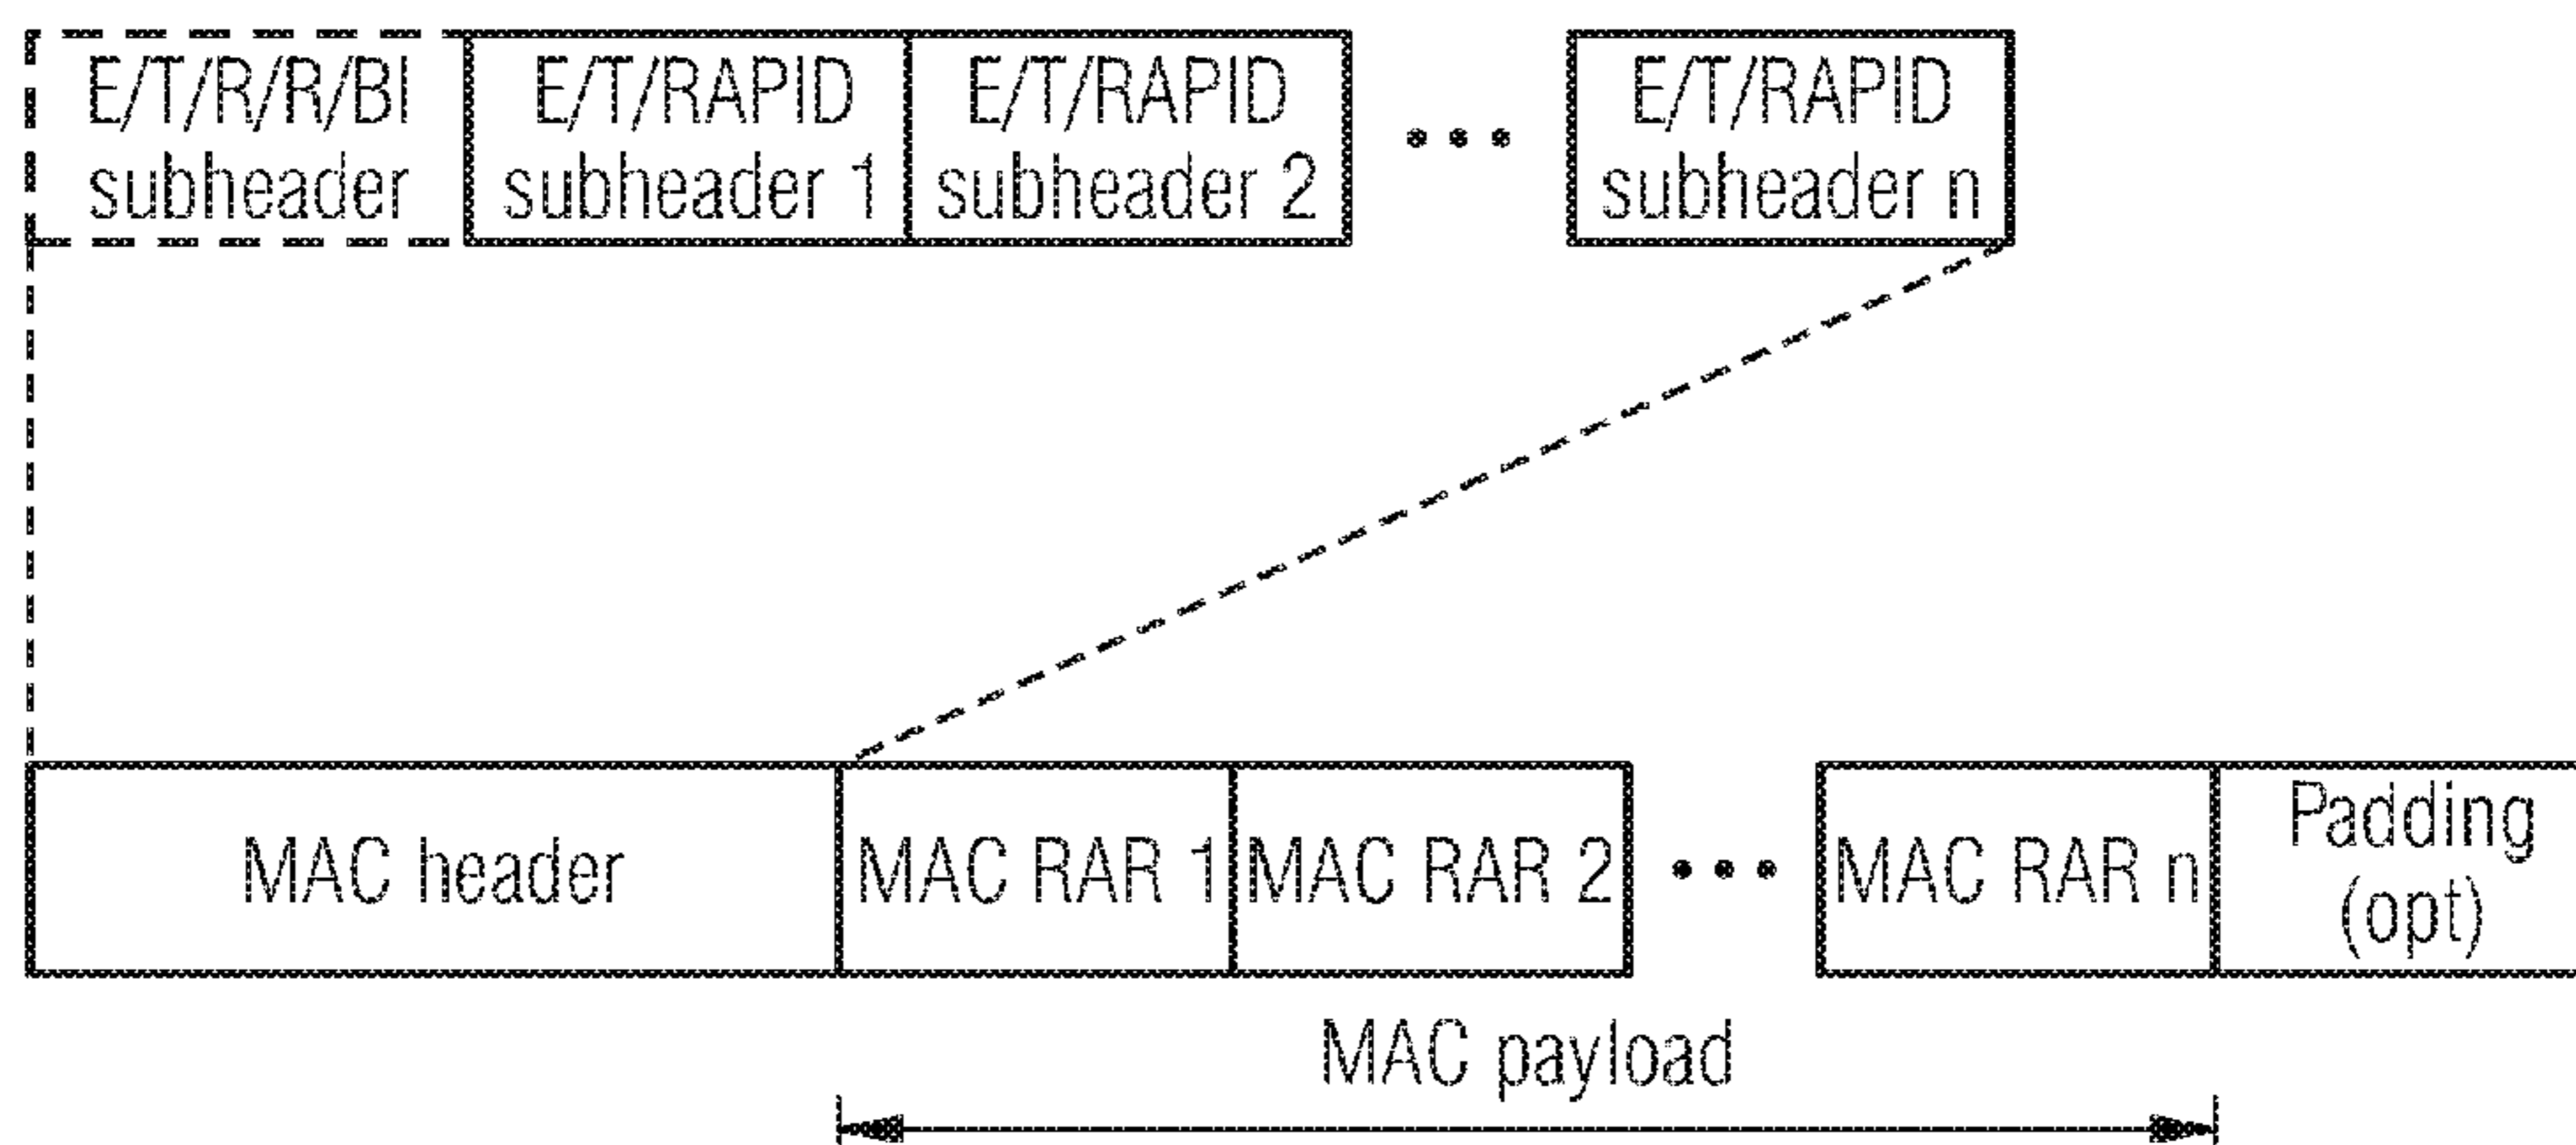 E/T/R/R/BI
subheader
E/T/RAPID
subheader 1
E/T/RAPID
subheader 2
E/T/RAPID
subheader n
MAC header
MAC RAR 1
MAC RAR 2
MAC RAR n
Padding
(opt)
MAC payload